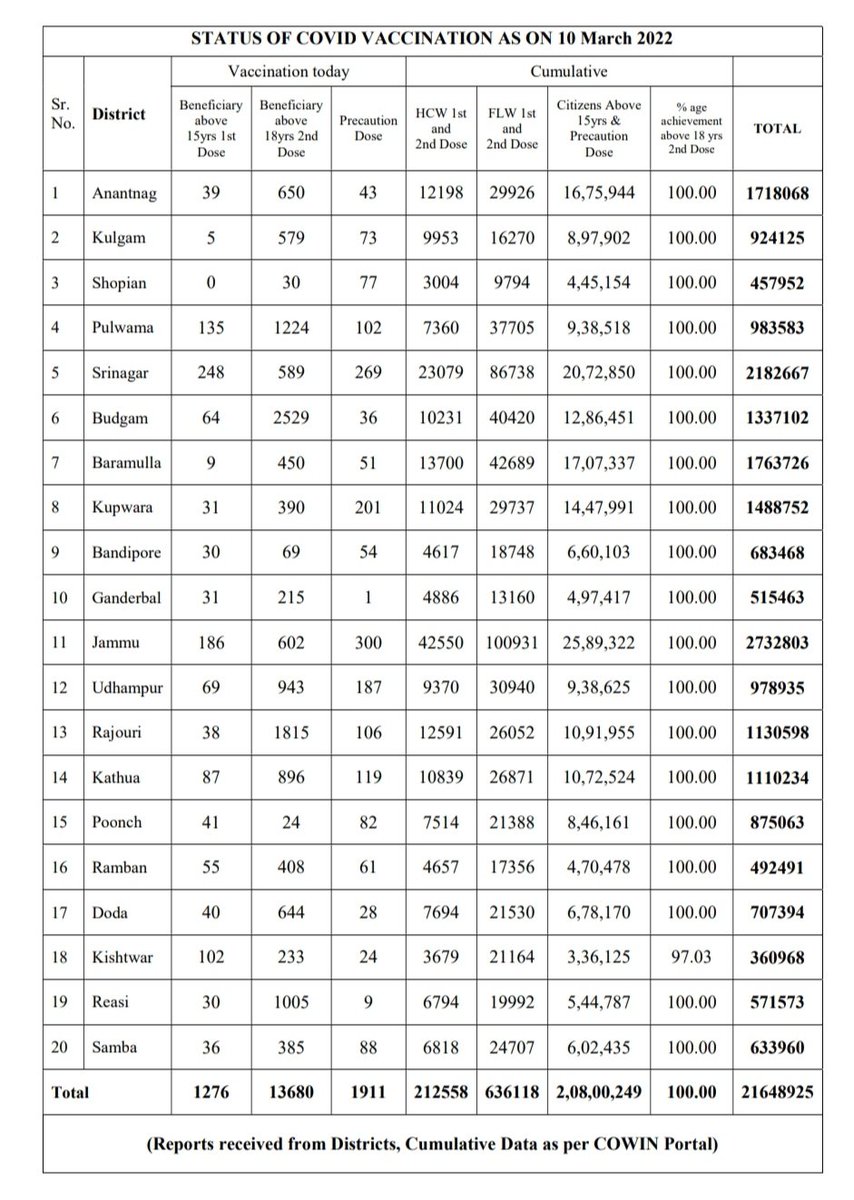 STATUS OF COVID VACCINATION AS ON 10 March 2022
Sr. No. District Vaccination today Cumulative
Beneficiary above 15yrs 1st Dose Beneficiary above 18yrs 2nd Dose Precaution Dose HCW 1st and 2nd Dose FLW 1st and 2nd Dose Citizens Above 15yrs & Precaution Dose % age achievement above 18 yrs 2nd Dose TOTAL
1 Anantnag 39 650 43 12198 29926 16,75,944 100.00 1718068
2 Kulgam 5 579 73 9953 16270 8,97,902 100.00 924125
3 Shopian 0 30 77 3004 9794 4,45,154 100.00 457952
4 Pulwama 135 1224 102 7360 37705 9,38,518 100.00 983583
5 Srinagar 248 589 269 23079 86738 20,72,850 100.00 2182667
6 Budgam 64 2529 36 10231 40420 12,86,451 100.00 1337102
7 Baramulla 9 450 51 13700 42689 17,07,337 100.00 1763726
8 Kupwara 31 390 201 11024 29737 14,47,991 100.00 1488752
9 Bandipore 30 69 54 4617 18748 6,60,103 100.00 683468
10 Ganderbal 31 215 1 4886 13160 4,97,417 100.00 515463
11 Jammu 186 602 300 42550 100931 25,89,322 100.00 2732803
12 Udhampur 69 943 187 9370 30940 9,38,625 100.00 978935
13 Rajouri 38 1815 106 12591 26052 10,91,955 100.00 1130598
14 Kathua 87 896 119 10839 26871 10,72,524 100.00 1110234
15 Poonch 41 24 82 7514 21388 8,46,161 100.00 875063
16 Ramban 55 408 61 4657 17356 4,70,478 100.00 492491
17 Doda 40 644 28 7694 21530 6,78,170 100.00 707394
18 Kishtwar 102 233 24 3679 21164 3,36,125 97.03 360968
19 Reasi 30 1005 9 6794 19992 5,44,787 100.00 571573
20 Samba 36 385 88 6818 24707 6,02,435 100.00 633960
Total 1276 13680 1911 212558 636118 2,08,00,249 100.00 21648925
(Reports received from Districts, Cumulative Data as per COWIN Portal)